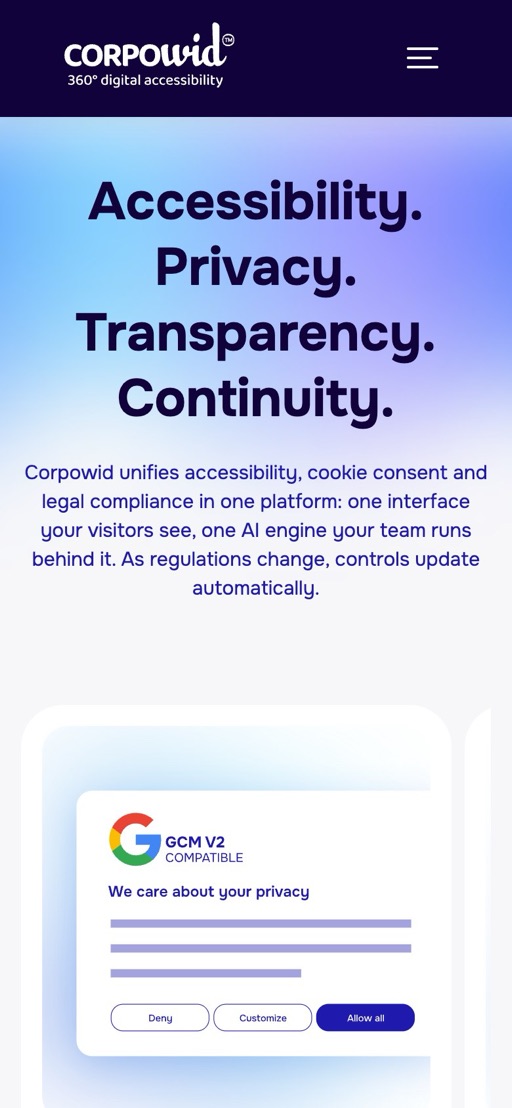 CORPOwid™
360° digital accessibility
Accessibility.
Privacy.
Transparency.
Continuity.
Corpowid unifies accessibility, cookie consent and
legal compliance in one platform: one interface
your visitors see, one AI engine your team runs
behind it. As regulations change, controls update
automatically.
GCM V2
COMPATIBLE
We care about your privacy
Deny Customize Allow all